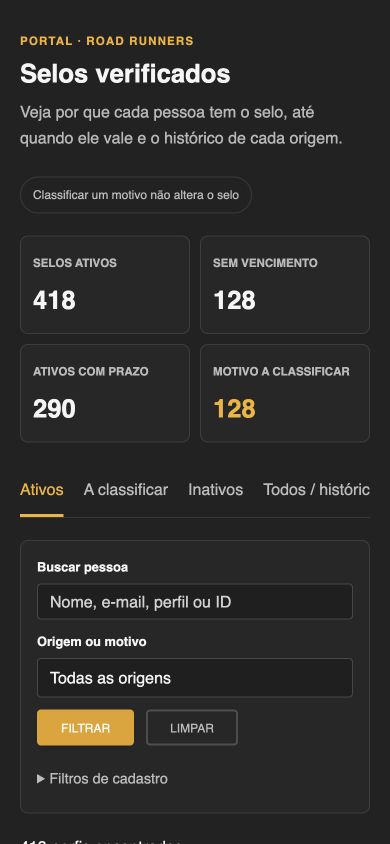 PORTAL · ROAD RUNNERS
Selos verificados
Veja por que cada pessoa tem o selo, até
quando ele vale e o histórico de cada origem.
Classificar um motivo não altera o selo
SELOS ATIVOS
418
SEM VENCIMENTO
128
ATIVOS COM PRAZO
290
MOTIVO A CLASSIFICAR
128
Ativos A classificar Inativos Todos / históric
Buscar pessoa
Nome, e-mail, perfil ou ID
Origem ou motivo
Todas as origens
FILTRAR LIMPAR
Filtros de cadastro